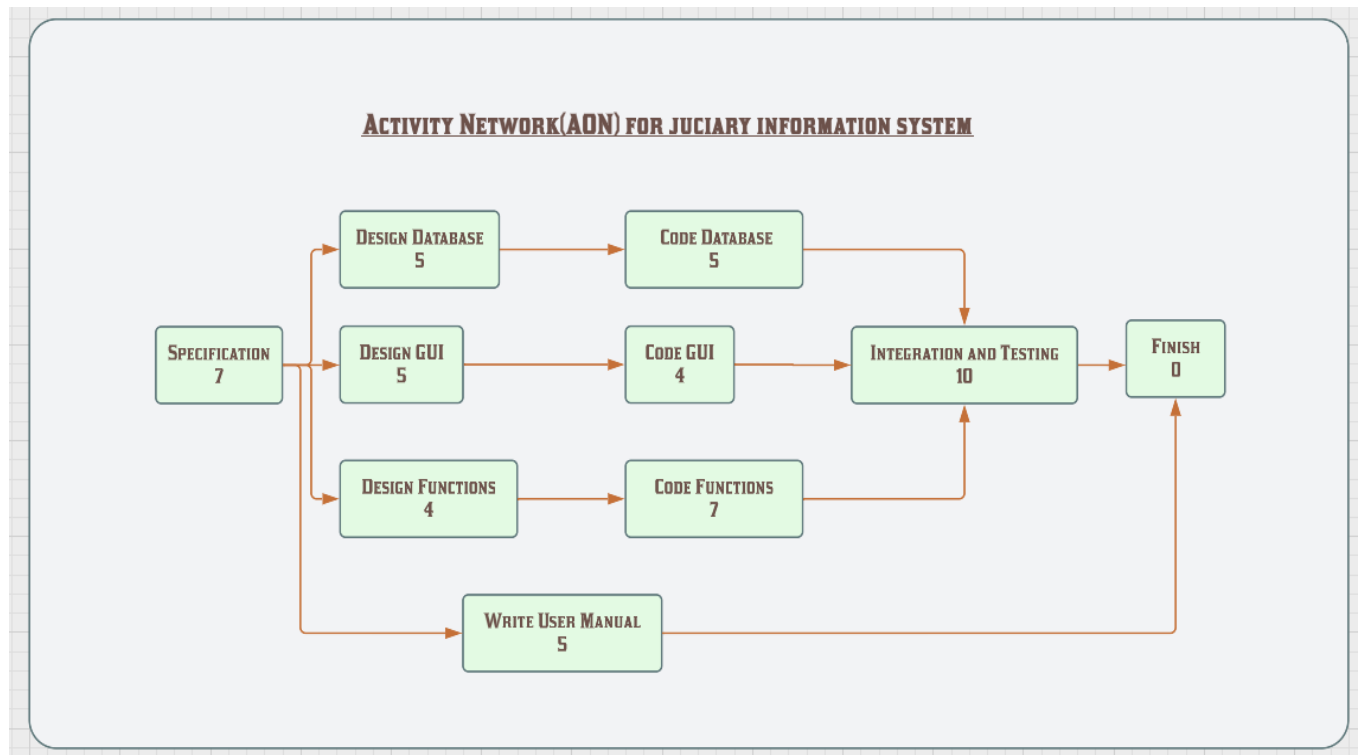 Activity Network(AON) for juciary information system
Design Database
5
Code Database
5
Specification
7
Design GUI
5
Code GUI
4
Integration and Testing
10
Finish
0
Design Functions
4
Code Functions
7
Write User Manual
5